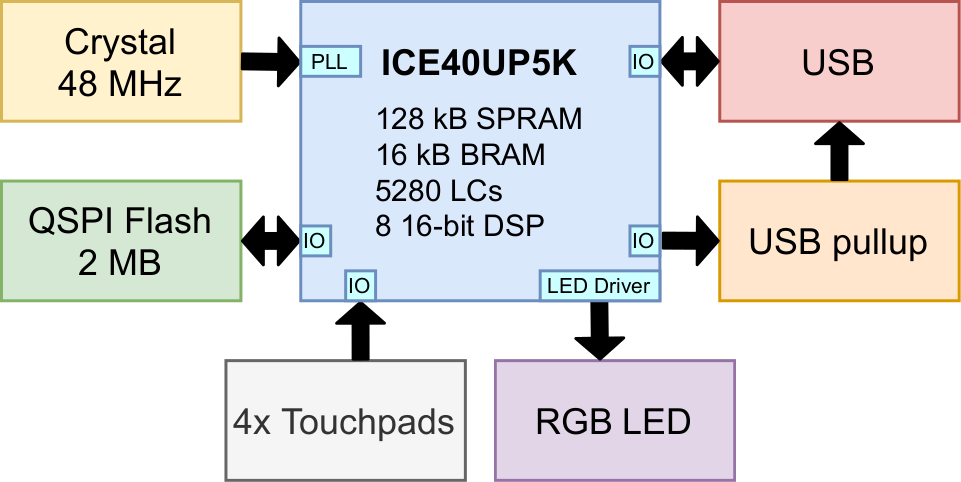 Crystal
48 MHz
PLL
ICE40UP5K
IO
USB
128 kB SPRAM
16 kB BRAM
5280 LCs
8 16-bit DSP
QSPI Flash
2 MB
IO
IO
USB pullup
IO
LED Driver
4x Touchpads
RGB LED